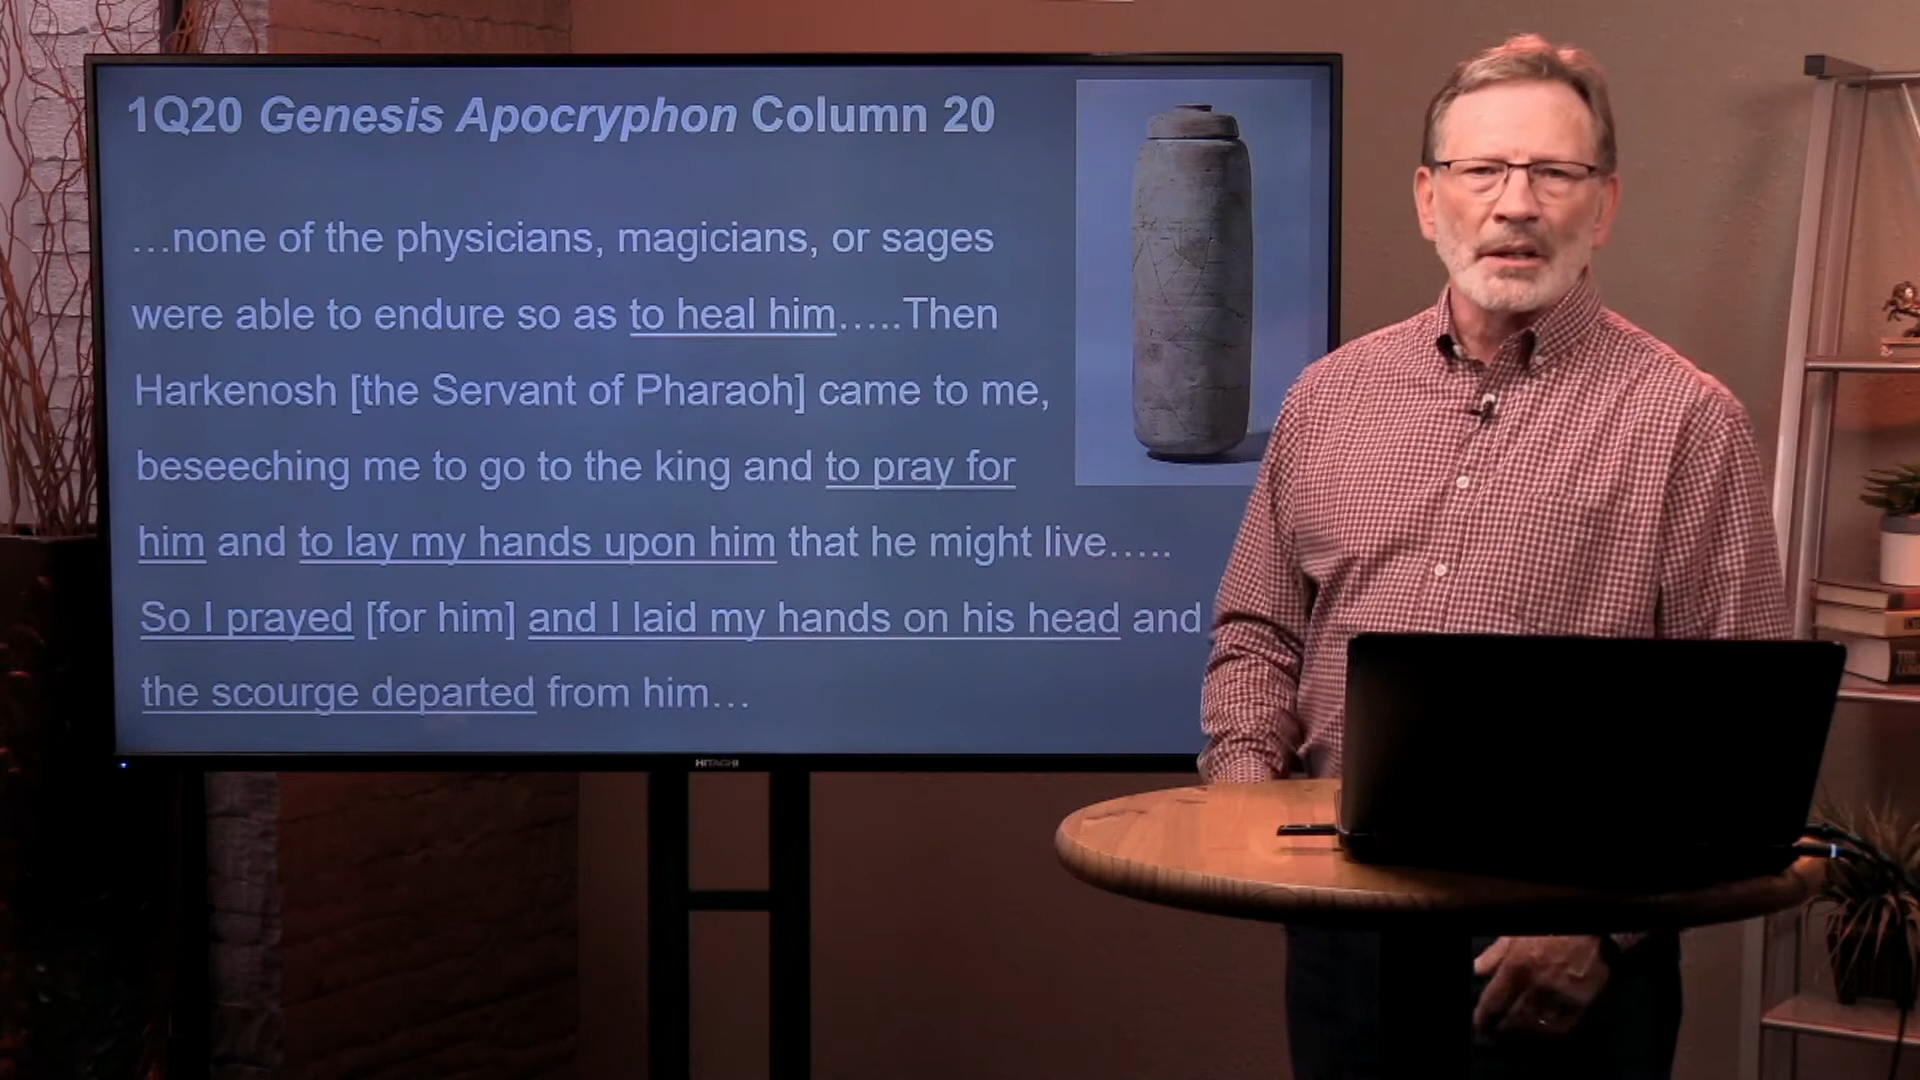 1Q20 Genesis Apocryphon Column 20
…none of the physicians, magicians, or sages
were able to endure so as to heal him…..Then
Harkenosh [the Servant of Pharaoh] came to me,
beseeching me to go to the king and to pray for
him and to lay my hands upon him that he might live…..
So I prayed [for him] and I laid my hands on his head and
the scourge departed from him…
HITACHI